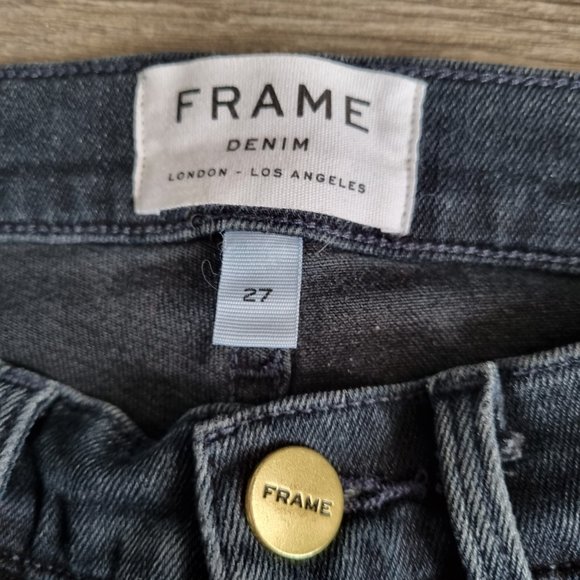 FRAME
DENIM
LONDON - LOS ANGELES
27
FRAME